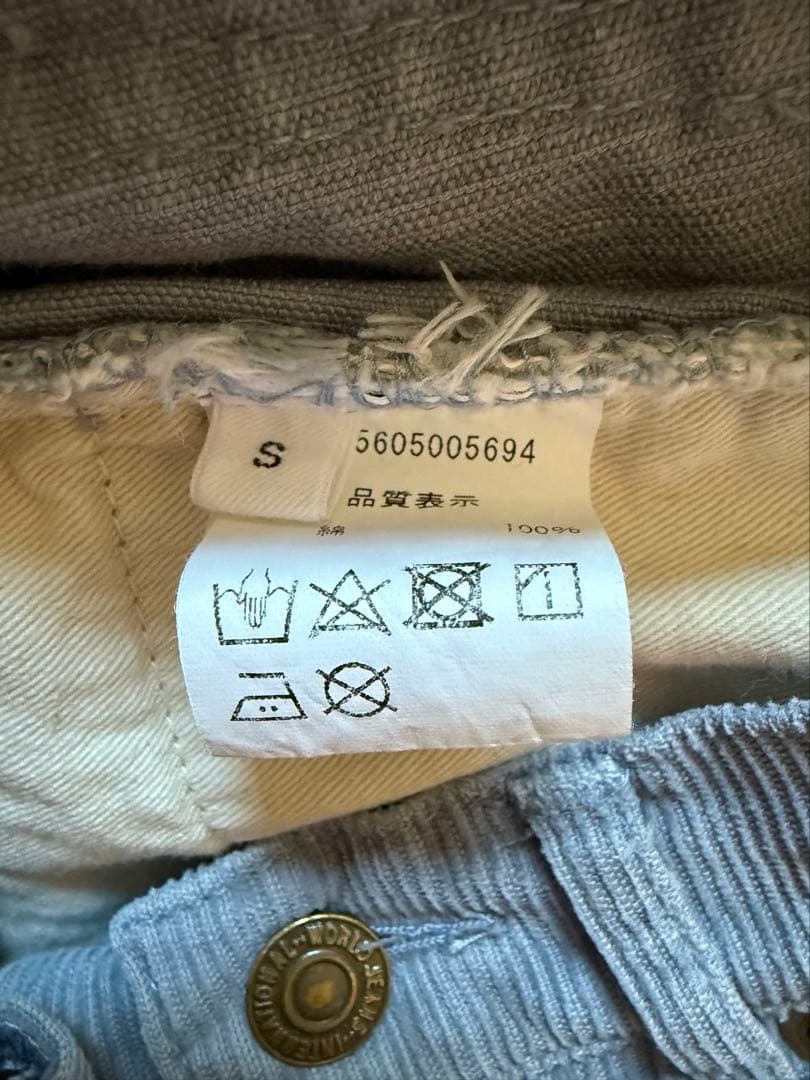 S
5605005694
品質表示
綿 100%
INTERNATIONAL·WORLD JEANS·